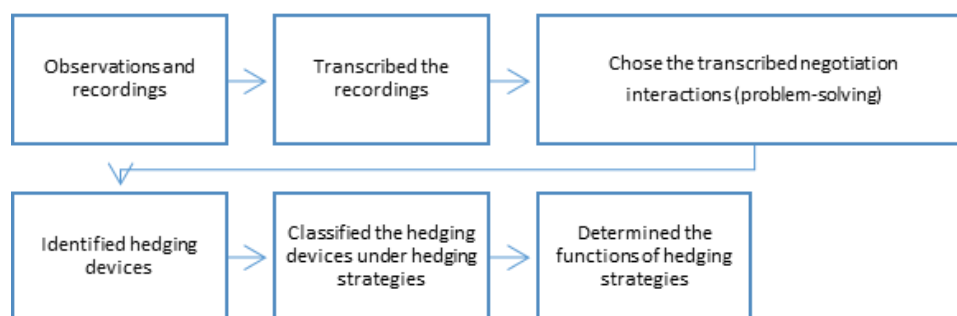 Observations and
recordings
Transcribed the
recordings
Chose the transcribed negotiation
interactions (problem-solving)
Identified hedging
devices
Classified the hedging
devices under hedging
strategies
Determined the
functions of hedging
strategies